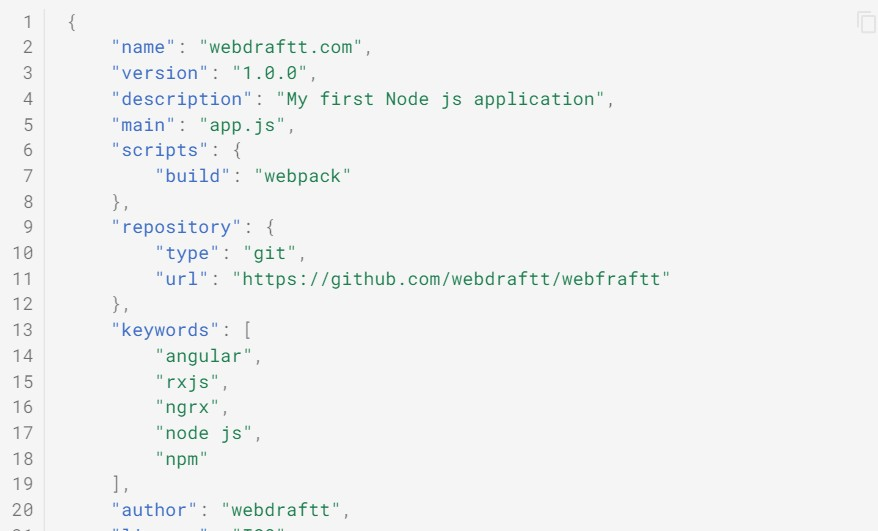 1 {
2 "name": "webdraftt.com",
3 "version": "1.0.0",
4 "description": "My first Node js application",
5 "main": "app.js",
6 "scripts": {
7 "build": "webpack"
8 },
9 "repository": {
10 "type": "git",
11 "url": "https://github.com/webdraftt/webfraftt"
12 },
13 "keywords": [
14 "angular",
15 "rxjs",
16 "ngrx",
17 "node js",
18 "npm"
19 ],
20 "author": "webdraftt",